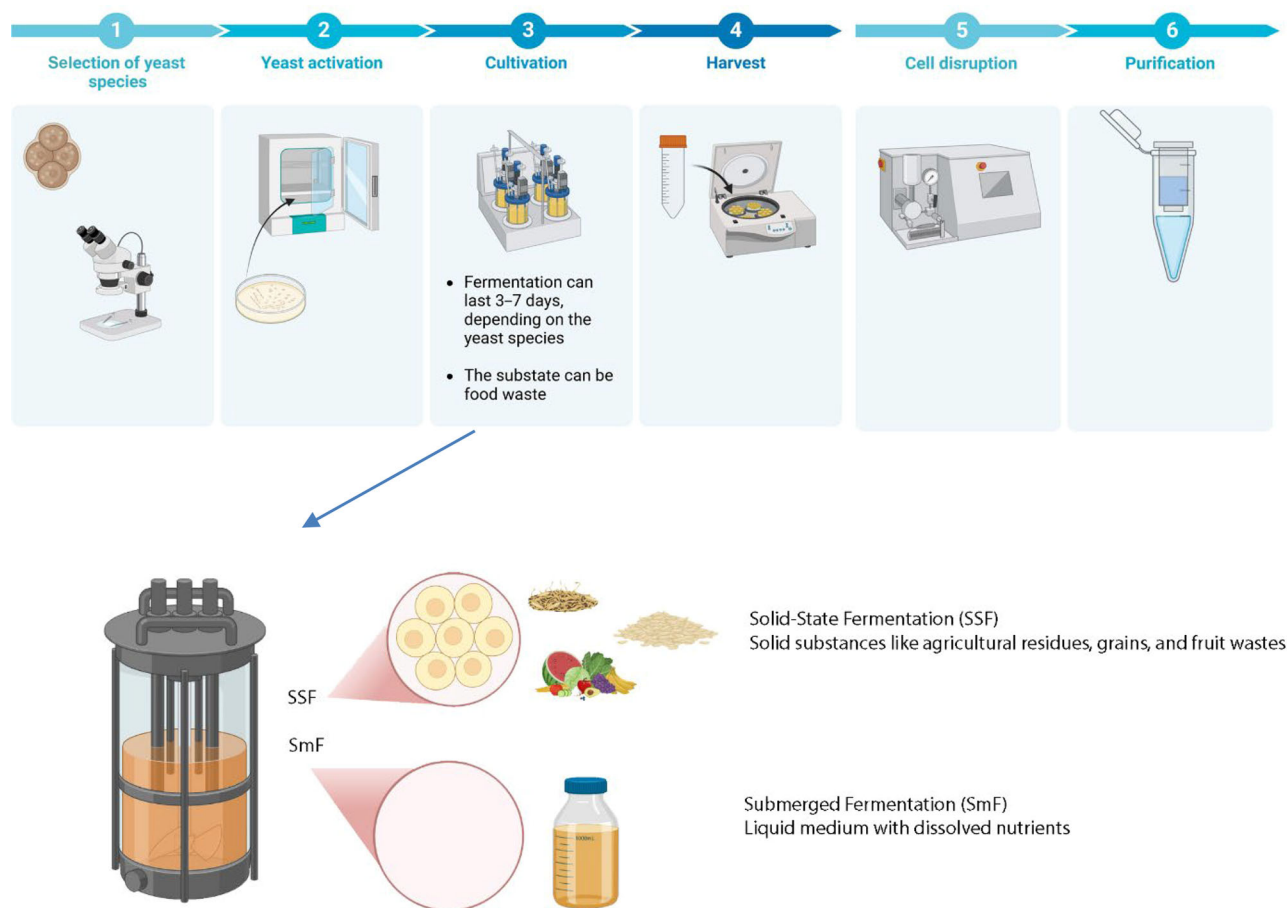 1
2
3
4
5
6
Selection of yeast
species
Yeast activation
Cultivation
Harvest
Cell disruption
Purification
• Fermentation can
last 3–7 days,
depending on the
yeast species
• The substate can be
food waste
SSF
Solid-State Fermentation (SSF)
Solid substances like agricultural residues, grains, and fruit wastes
SmF
Submerged Fermentation (SmF)
Liquid medium with dissolved nutrients